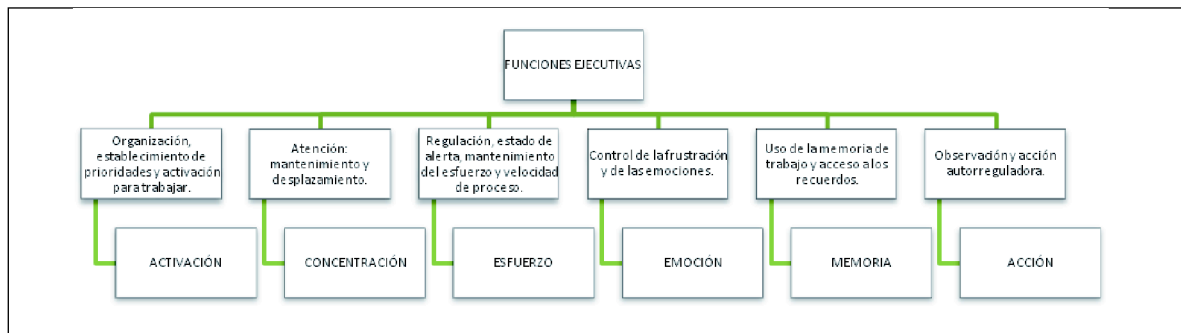 FUNCIONES EJECUTIVAS
Organización,
establecimiento de
prioridades y activación
para trabajar.
Atención:
mantenimiento y
desplazamiento.
Regulación, estado de
alerta, mantenimiento
del esfuerzo y velocidad
de proceso.
Control de la frustración
y de las emociones.
Uso de la memoria de
trabajo y acceso a los
recuerdos.
Observación y acción
autorreguladora.
ACTIVACIÓN
CONCENTRACIÓN
ESFUERZO
EMOCIÓN
MEMORIA
ACCIÓN